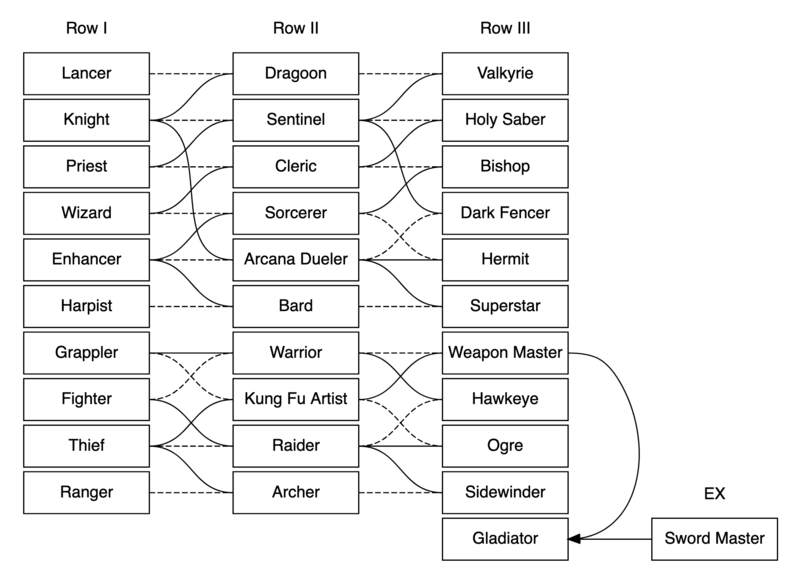 Row I Row II Row III
Lancer Dragoon Valkyrie
Knight Sentinel Holy Saber
Priest Cleric Bishop
Wizard Sorcerer Dark Fencer
Enhancer Arcana Dueler Hermit
Harpist Bard Superstar
Grappler Warrior Weapon Master
Fighter Kung Fu Artist Hawkeye
Thief Raider Ogre
Ranger Archer Sidewinder
EX
Gladiator Sword Master